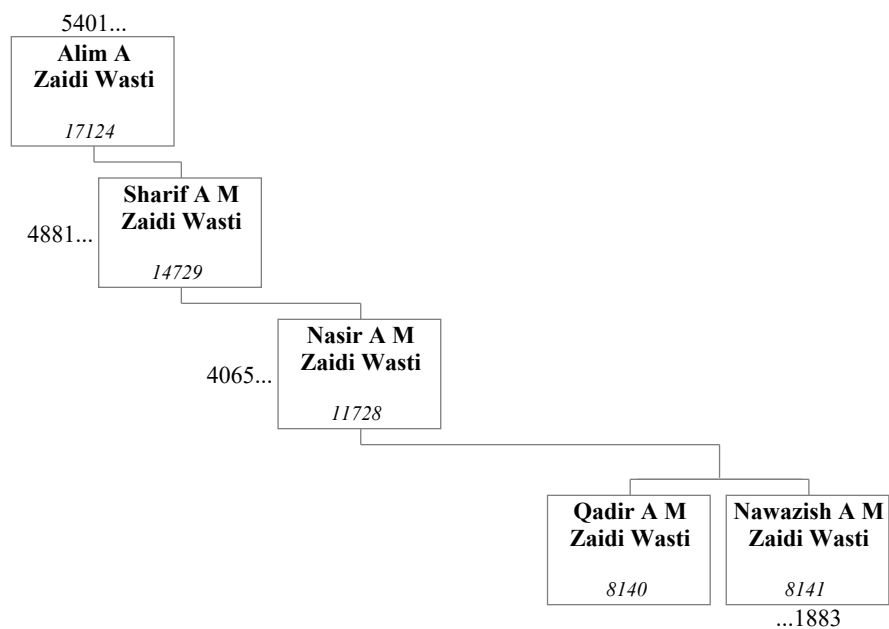 5401...
Alim A
Zaidi Wasti
17124
Sharif A M
Zaidi Wasti
4881...
14729
Nasir A M
Zaidi Wasti
4065...
11728
Qadir A M
Zaidi Wasti
8140
Nawazish A M
Zaidi Wasti
8141
...1883